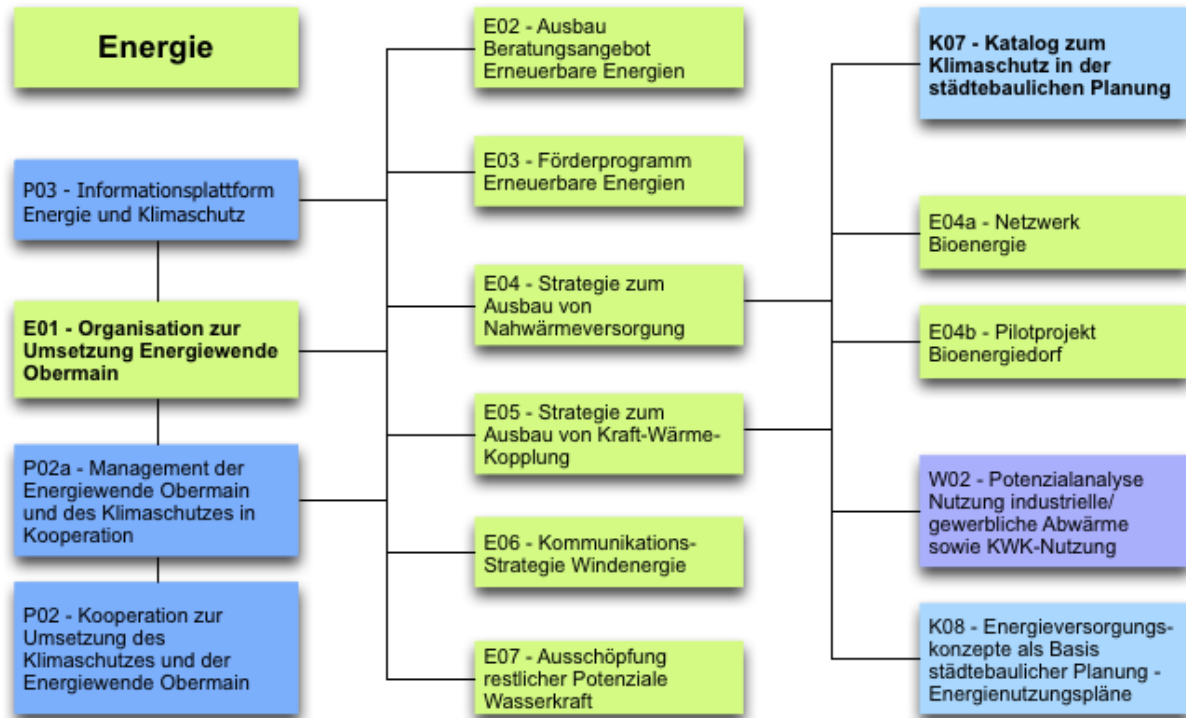 Energie
P03 - Informationsplattform
Energie und Klimaschutz
E01 - Organisation zur
Umsetzung Energiewende
Obermain
P02a - Management der
Energiewende Obermain
und des Klimaschutzes in
Kooperation
P02 - Kooperation zur
Umsetzung des
Klimaschutzes und der
Energiewende Obermain
E02 - Ausbau
Beratungsangebot
Erneuerbare Energien
E03 - Förderprogramm
Erneuerbare Energien
E04 - Strategie zum
Ausbau von
Nahwärmeversorgung
E05 - Strategie zum
Ausbau von Kraft-Wärme-
Kopplung
E06 - Kommunikations-
Strategie Windenergie
E07 - Ausschöpfung
restlicher Potenziale
Wasserkraft
K07 - Katalog zum
Klimaschutz in der
städtebaulichen Planung
E04a - Netzwerk
Bioenergie
E04b - Pilotprojekt
Bioenergiedorf
W02 - Potenzialanalyse
Nutzung industrielle/
gewerbliche Abwärme
sowie KWK-Nutzung
K08 - Energieversorgungs-
konzepte als Basis
städtebaulicher Planung -
Energienutzungspläne